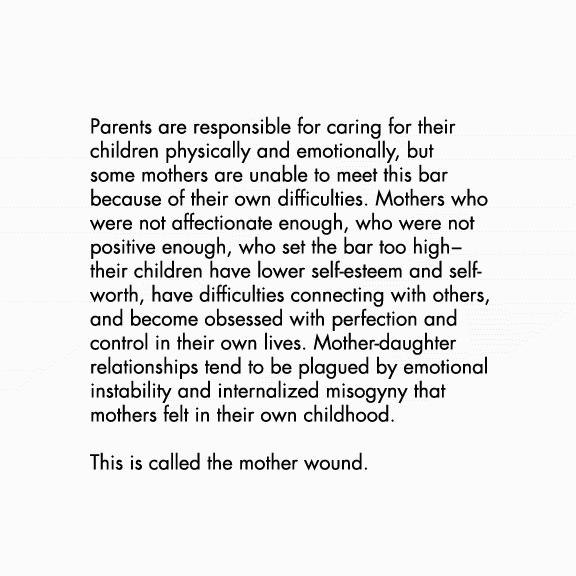 Parents are responsible for caring for their
children physically and emotionally, but
some mothers are unable to meet this bar
because of their own difficulties. Mothers who
were not affectionate enough, who were not
positive enough, who set the bar too high–
their children have lower self-esteem and self-
worth, have difficulties connecting with others,
and become obsessed with perfection and
control in their own lives. Mother-daughter
relationships tend to be plagued by emotional
instability and internalized misogyny that
mothers felt in their own childhood.

This is called the mother wound.